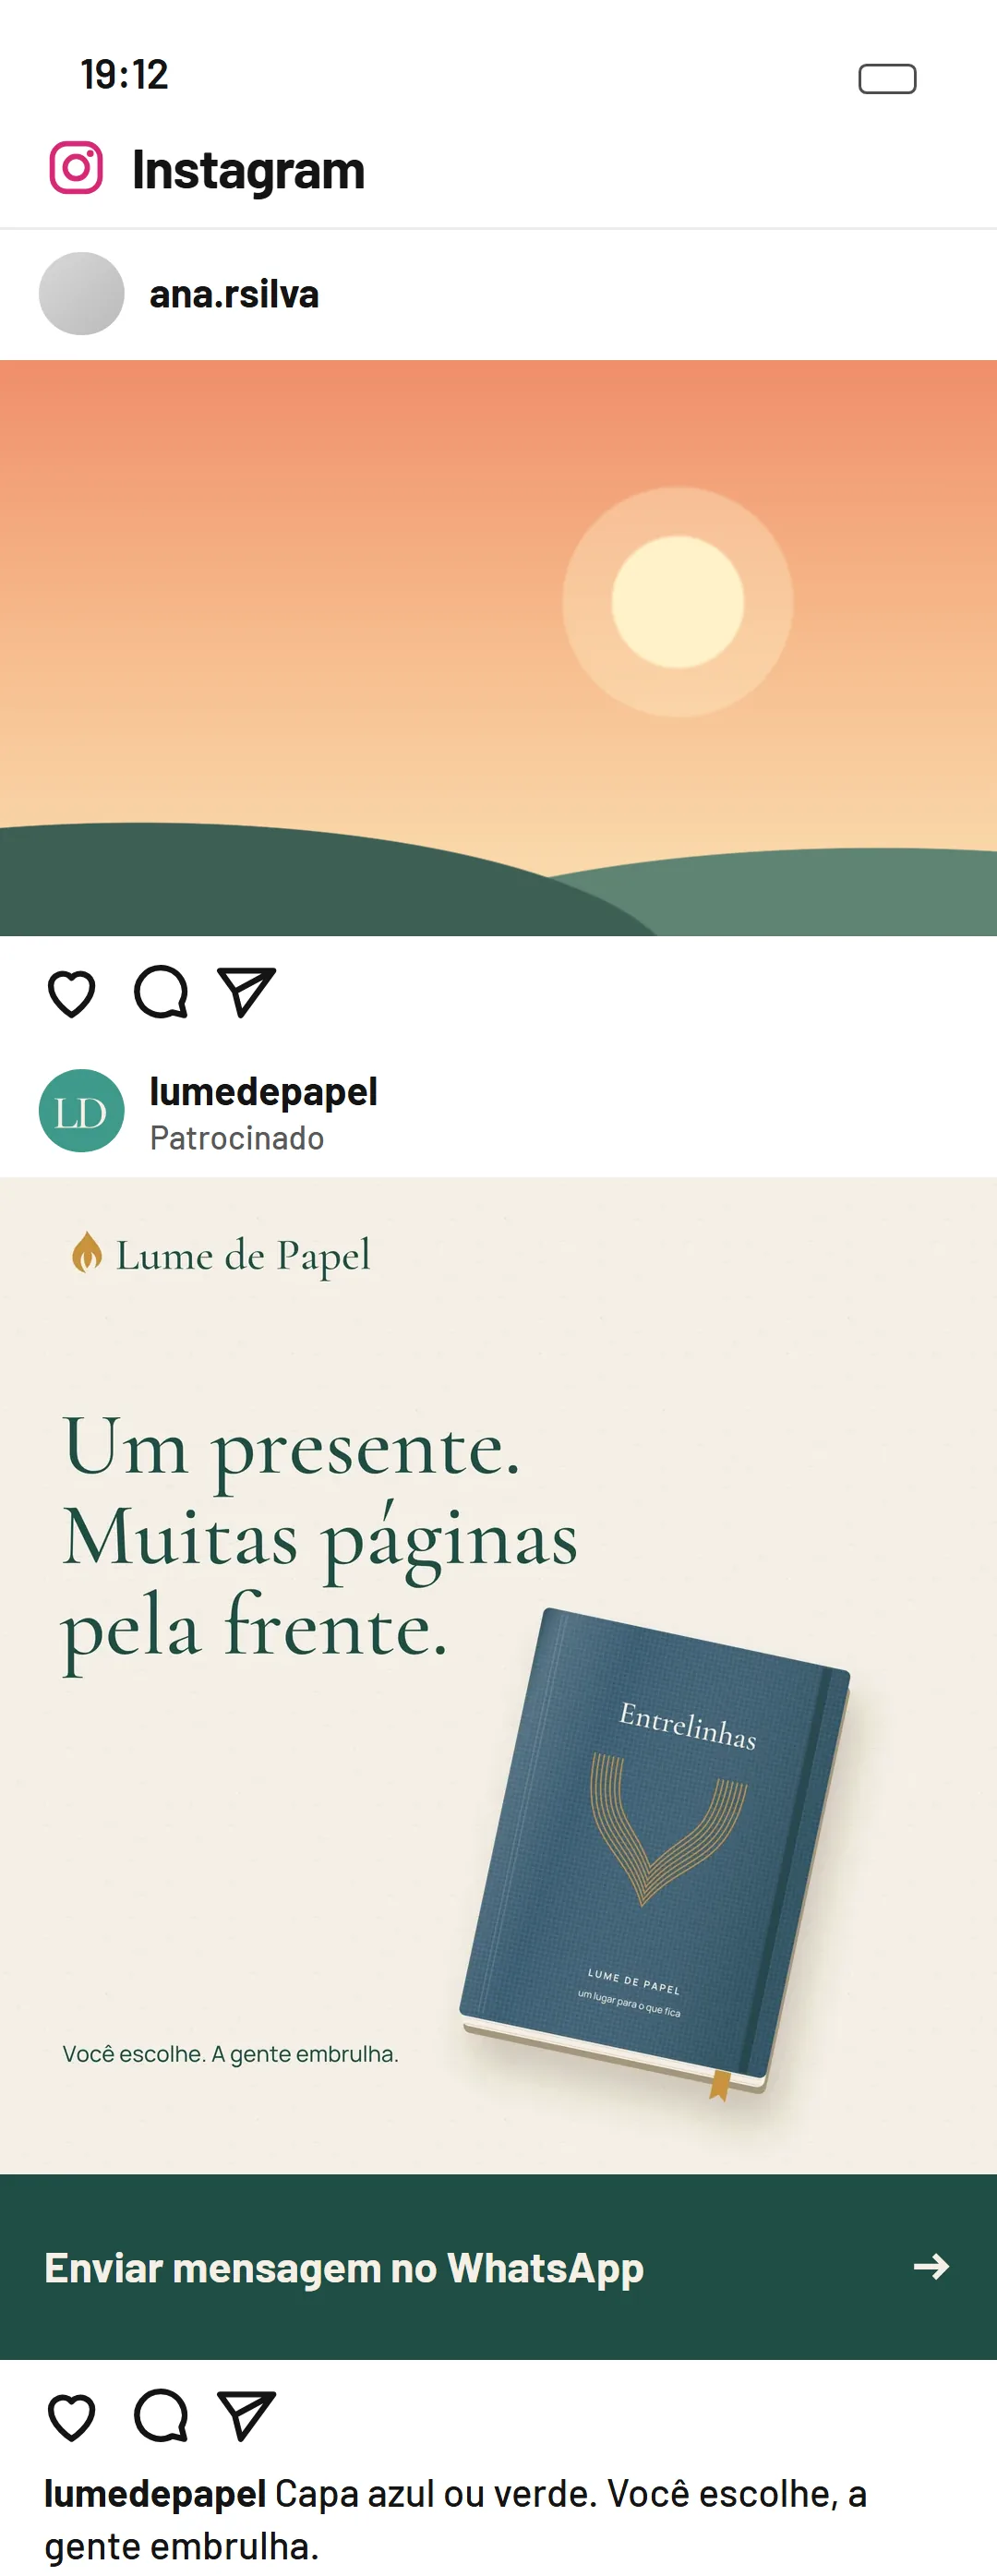 19:12
Instagram
ana.rsilva
LD
lumedepapel
Patrocinado
Lume de Papel
Um presente.
Muitas páginas
pela frente.
Entrelinhas
LUME DE PAPEL
um lugar para o que fica
Você escolhe. A gente embrulha.
Enviar mensagem no WhatsApp
lumedepapel Capa azul ou verde. Você escolhe, a
gente embrulha.